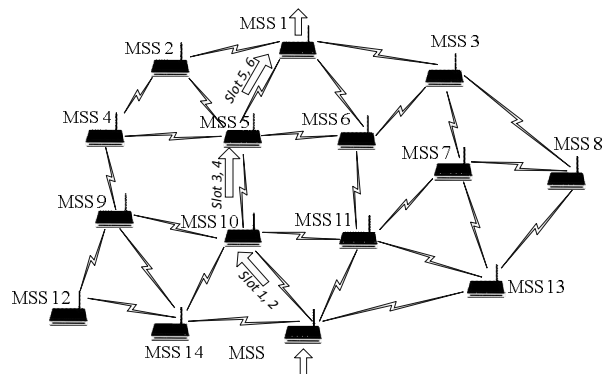 MSS 1
MSS 2
MSS 3
Slot 5, 6
MSS 4
MSS 5
MSS 6
MSS 7
MSS 8
Slot 3, 4
MSS 9
MSS 10
MSS 11
Slot 1, 2
MSS 12
MSS 13
MSS 14
MSS